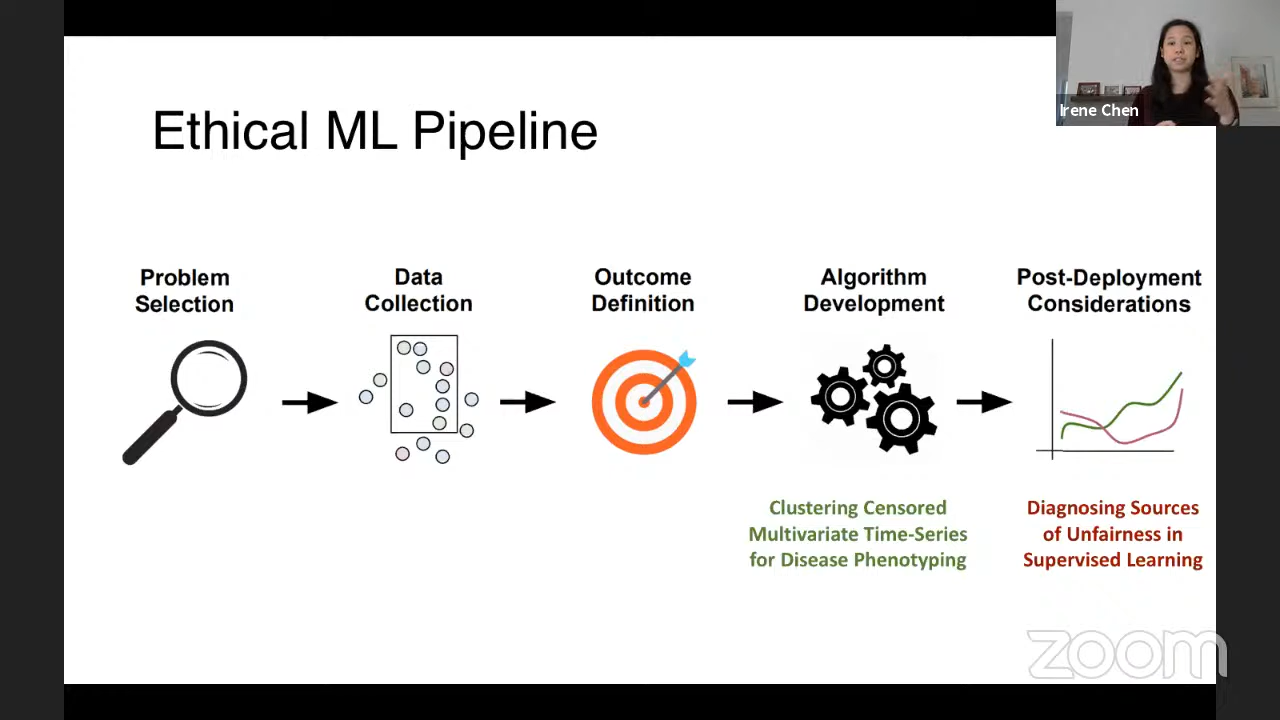 Irene Chen
Ethical ML Pipeline
Problem
Selection
Data
Collection
Outcome
Definition
Algorithm
Development
Post-Deployment
Considerations
Clustering Censored
Multivariate Time-Series
for Disease Phenotyping
Diagnosing Sources
of Unfairness in
Supervised Learning
zoom